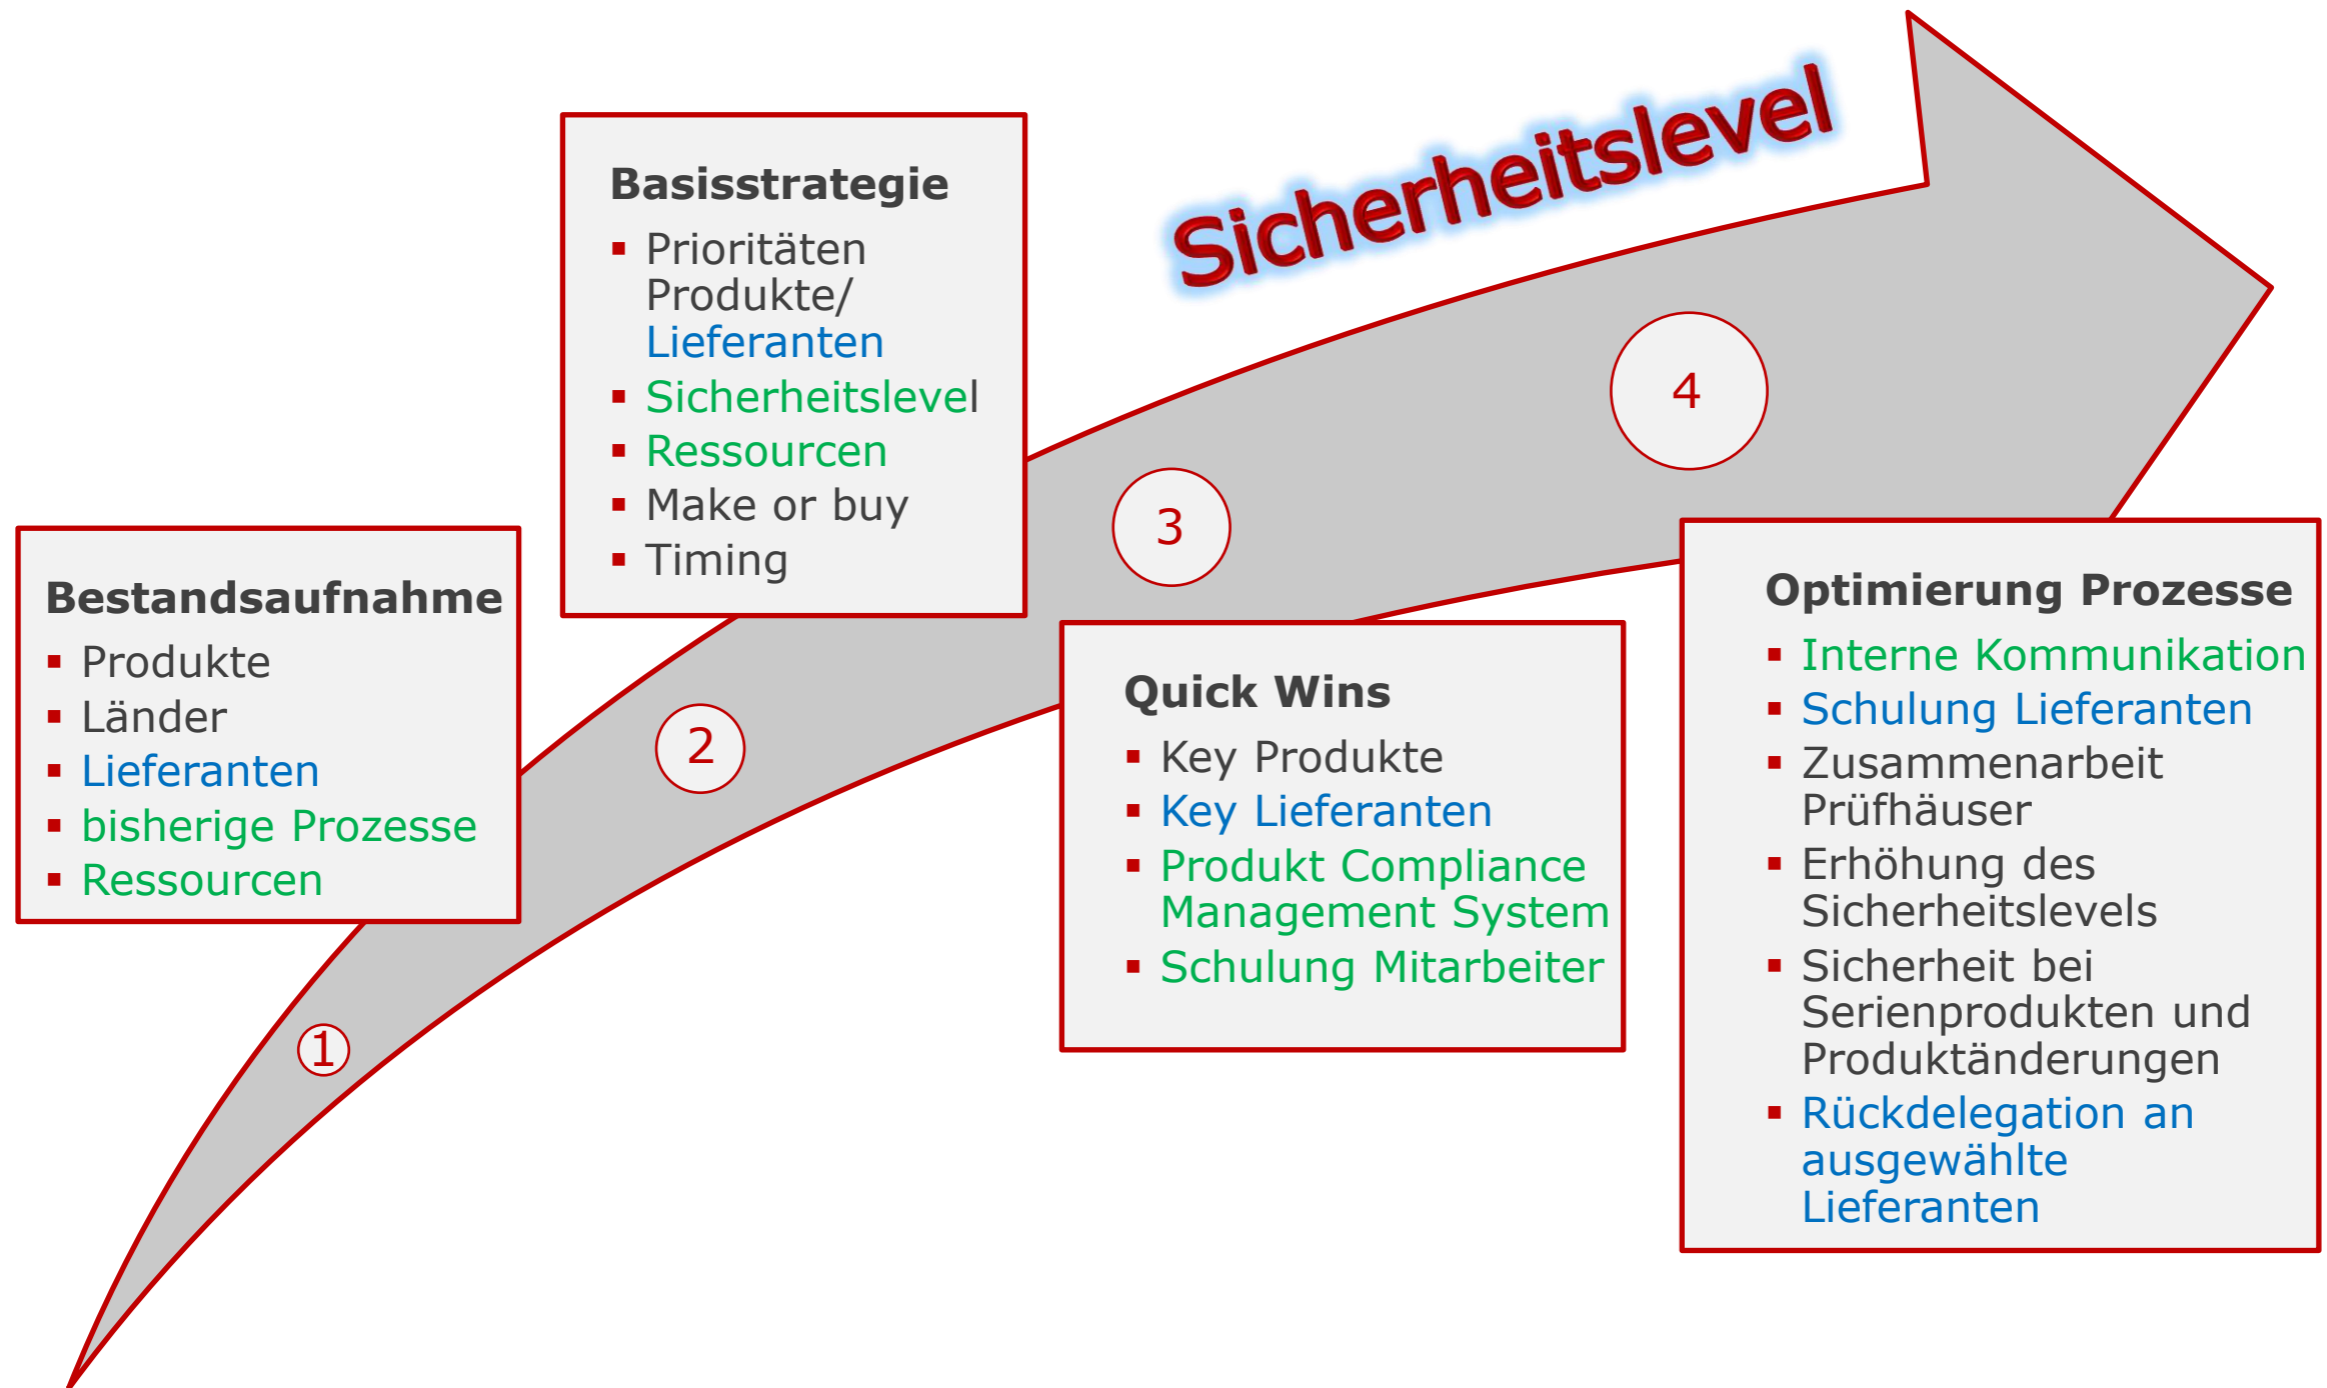 Sicherheitslevel
1
Bestandsaufnahme
▪ Produkte
▪ Länder
▪ Lieferanten
▪ bisherige Prozesse
▪ Ressourcen
2
Basisstrategie
▪ Prioritäten
Produkte/
Lieferanten
▪ Sicherheitslevel
▪ Ressourcen
▪ Make or buy
▪ Timing
3
Quick Wins
▪ Key Produkte
▪ Key Lieferanten
▪ Produkt Compliance
Management System
▪ Schulung Mitarbeiter
4
Optimierung Prozesse
▪ Interne Kommunikation
▪ Schulung Lieferanten
▪ Zusammenarbeit
Prüfhäuser
▪ Erhöhung des
Sicherheitslevels
▪ Sicherheit bei
Serienprodukten und
Produktänderungen
▪ Rückdelegation an
ausgewählte
Lieferanten